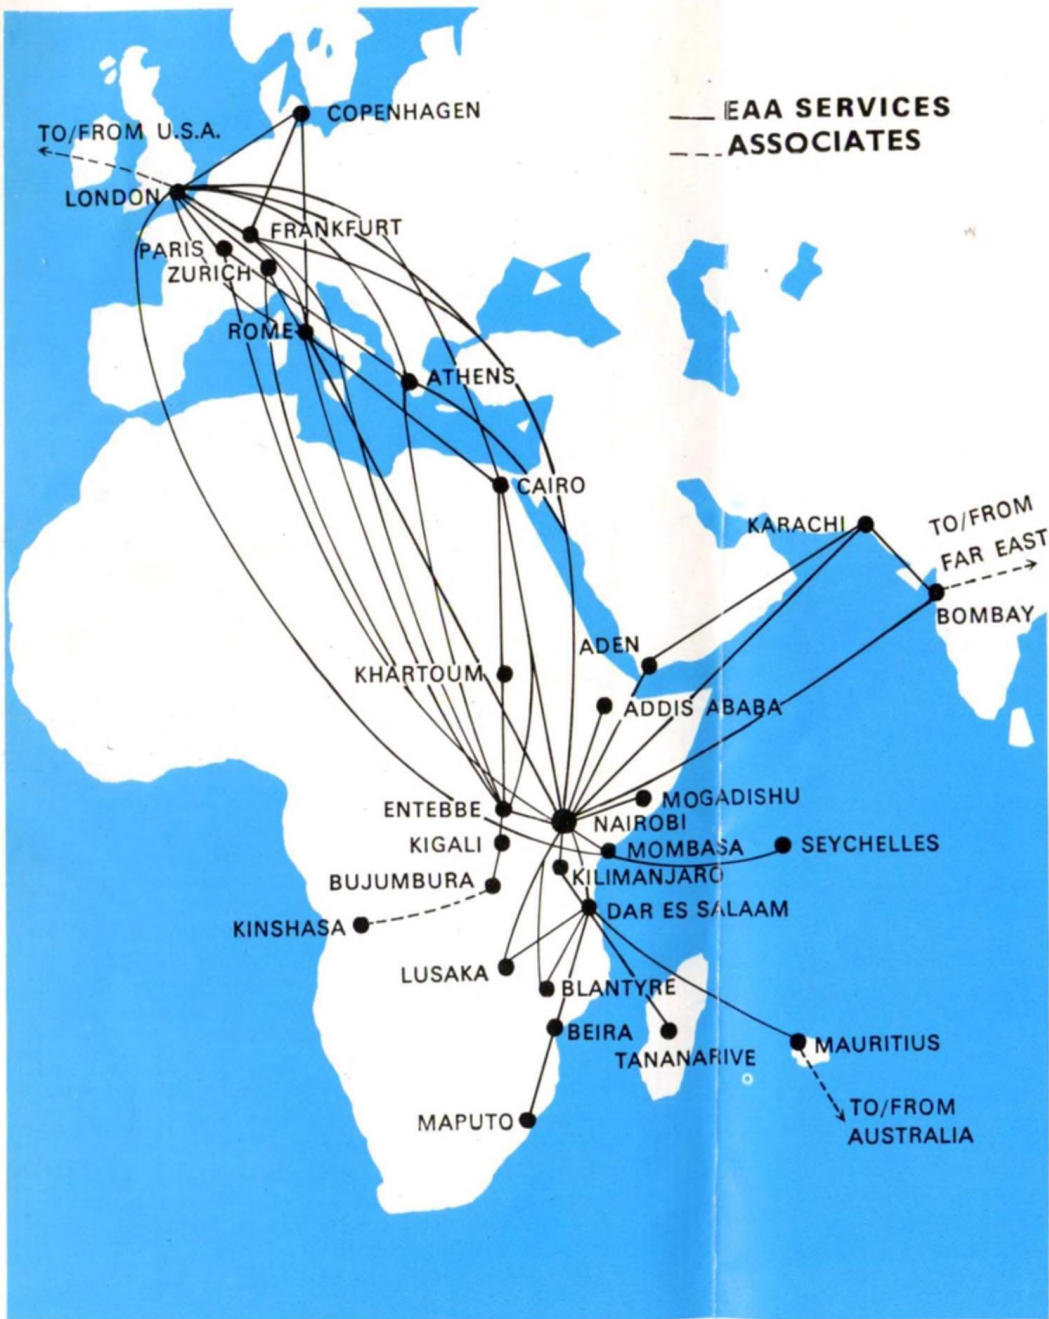 COPENHAGEN
EAA SERVICES
ASSOCIATES
TO/FROM U.S.A.
LONDON
FRANKFURT
PARIS
ZURICH
ROME
ATHENS
CAIRO
KARACHI
TO/FROM
FAR EAST
BOMBAY
ADEN
KHARTOUM
ADDIS ABABA
ENTEBBE
MOGADISHU
NAIROBI
KIGALI
MOMBASA
SEYCHELLES
BUJUMBURA
KILIMANJARO
KINSHASA
DAR ES SALAAM
LUSAKA
BLANTYRE
BEIRA
TANANARIVE
MAURITIUS
MAPUTO
TO/FROM
AUSTRALIA